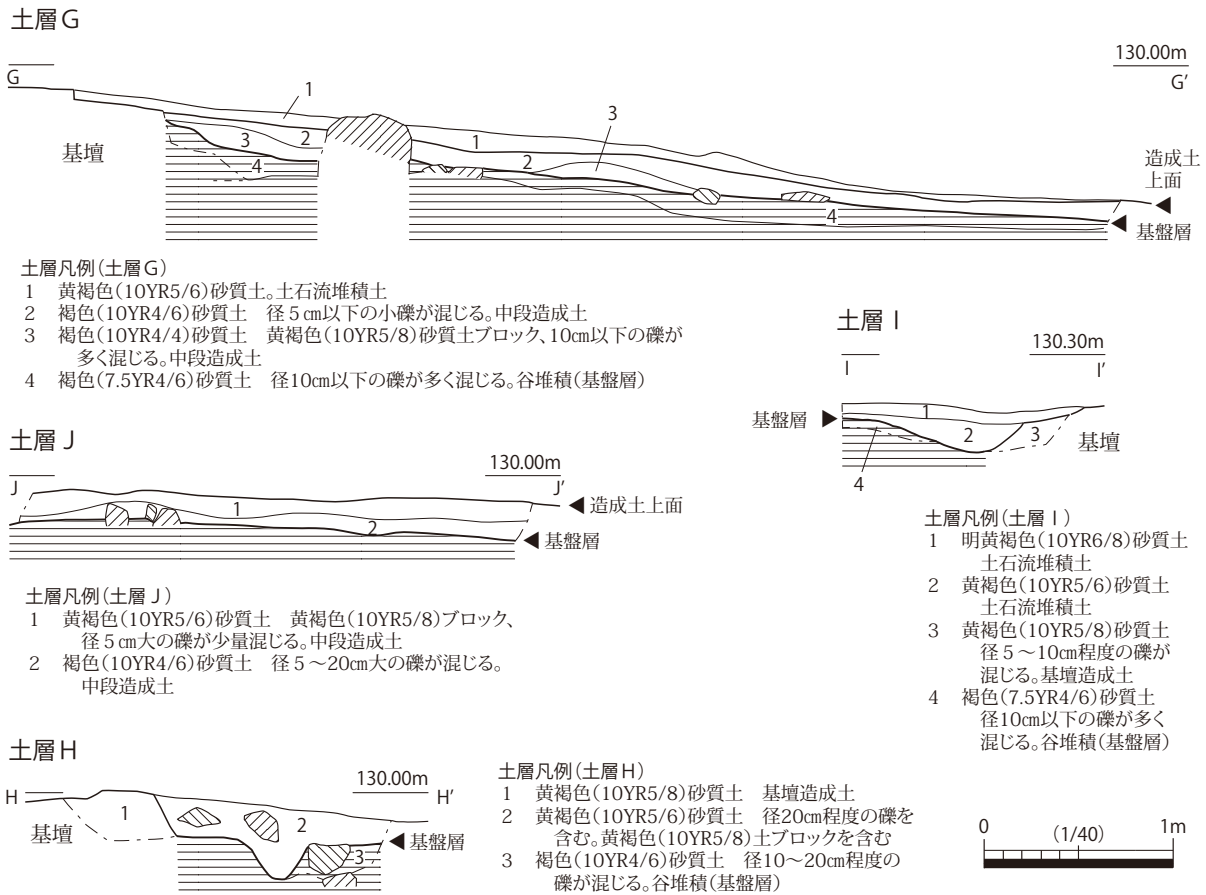 土層G
G
130.00m
G'
1
2
3
4
基壇
1
2
3
4
造成土
上面
基盤層
土層凡例(土層G)
1 黄褐色(10YR5/6)砂質土。土石流堆積土
2 褐色(10YR4/6)砂質土 径5㎝以下の小礫が混じる。中段造成土
3 褐色(10YR4/4)砂質土 黄褐色(10YR5/8)砂質土ブロック、10㎝以下の礫が
多く混じる。中段造成土
4 褐色(7.5YR4/6)砂質土 径10㎝以下の礫が多く混じる。谷堆積(基盤層)
土層I
I
130.30m
I'
基盤層
1
2
3
4
基壇
土層凡例(土層I)
1 明黄褐色(10YR6/8)砂質土
土石流堆積土
2 黄褐色(10YR5/6)砂質土
土石流堆積土
3 黄褐色(10YR5/8)砂質土
径5～10㎝程度の礫が
混じる。基壇造成土
4 褐色(7.5YR4/6)砂質土
径10㎝以下の礫が多く
混じる。谷堆積(基盤層)
土層J
J
130.00m
J'
1
2
造成土上面
基盤層
土層凡例(土層J)
1 黄褐色(10YR5/6)砂質土 黄褐色(10YR5/8)ブロック、
径5㎝大の礫が少量混じる。中段造成土
2 褐色(10YR4/6)砂質土 径5～20㎝大の礫が混じる。
中段造成土
土層H
H
130.00m
H'
1
2
3
基壇
基盤層
土層凡例(土層H)
1 黄褐色(10YR5/8)砂質土 基壇造成土
2 黄褐色(10YR5/6)砂質土 径20㎝程度の礫を
含む。黄褐色(10YR5/8)土ブロックを含む
3 褐色(10YR4/6)砂質土 径10～20㎝程度の
礫が混じる。谷堆積(基盤層)
0 (1/40) 1m